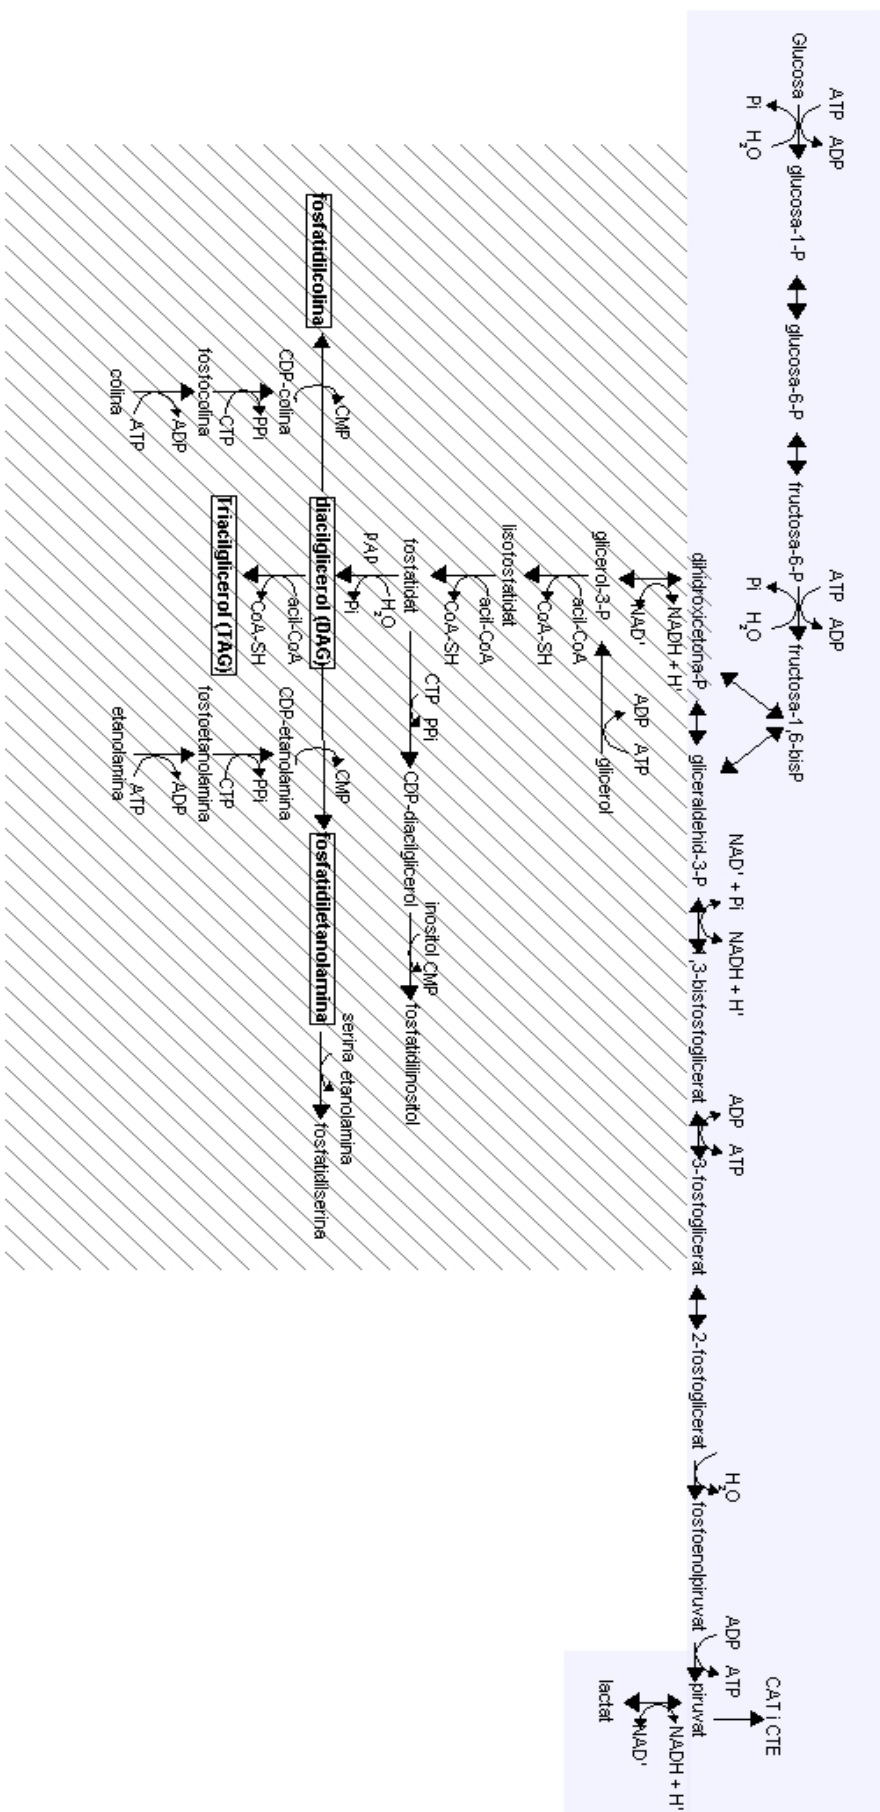 Glucosa
ATP
ADP
Pi
H₂O
glucosa-1-P
glucosa-6-P
fructosa-6-P
ATP
ADP
Pi
H₂O
fructosa-1,6-bisP
dihidroxicetona-P
gliceraldehid-3-P
NAD' + Pi
NADH + H'
1,3-bisfosfoglicerat
ADP
ATP
3-fosfoglicerat
2-fosfoglicerat
H₂O
fosfoenolpiruvat
ADP
ATP
piruvat
CAT i CTE
NADH + H'
NAD'
lactat
NADH + H'
NAD'
glicerol-3-P
ADP
ATP
glicerol
acil-CoA
CoA-SH
lisofosfatidat
acil-CoA
CoA-SH
fosfatidat
CTP
PPi
CDP-diacilglicerol
inositol
CMP
fosfatidilinositol
H₂O
Pi
PAP
diacilglicerol (DAG)
acil-CoA
CoA-SH
Triacilglicerol (TAG)
fosfatidilcolina
CMP
CDP-colina
PPi
CTP
fosfocolina
ADP
ATP
colina
CMP
CDP-etanolamina
PPi
CTP
fosfoetanolamina
ADP
ATP
etanolamina
fosfatidiletanolamina
serina
etanolamina
fosfatidilserina